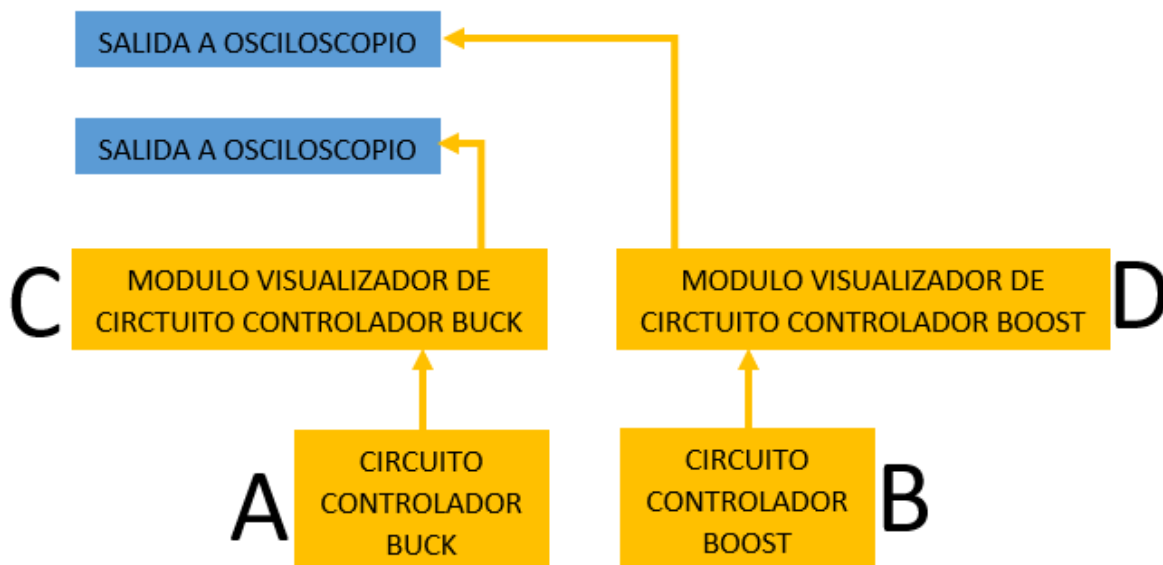 SALIDA A OSCILOSCOPIO
SALIDA A OSCILOSCOPIO
C
MODULO VISUALIZADOR DE
CIRCTUITO CONTROLADOR BUCK
MODULO VISUALIZADOR DE
CIRCTUITO CONTROLADOR BOOST
D
A
CIRCUITO
CONTROLADOR
BUCK
CIRCUITO
CONTROLADOR
BOOST
B